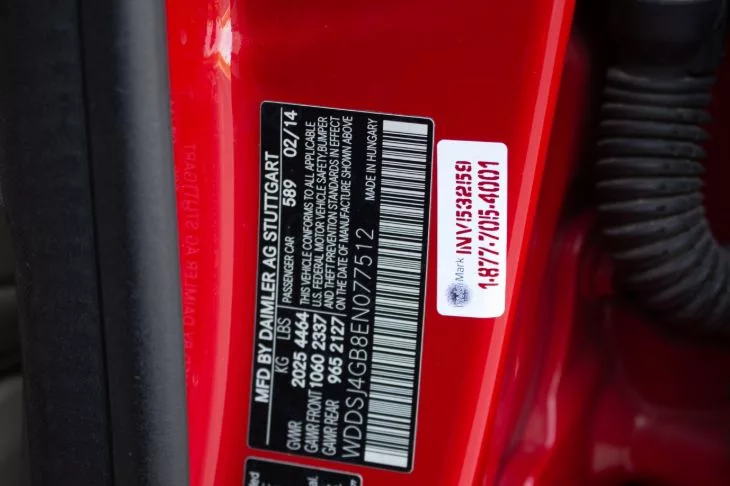 MFD BY DAIMLER AG STUTTGART
KG LBS PASSENGER CAR 589 02/14
GVWR 2025 4464 THIS VEHICLE CONFORMS TO ALL APPLICABLE
GAWR FRONT 1060 2337 U.S. FEDERAL MOTOR VEHICLE SAFETY, BUMPER
GAWR REAR 965 2127 AND THEFT PREVENTION STANDARDS IN EFFECT
ON THE DATE OF MANUFACTURE SHOWN ABOVE
WDDSJ4GB8EN077512 MADE IN HUNGARY
Mark INV15321591
1-877-7015-4001